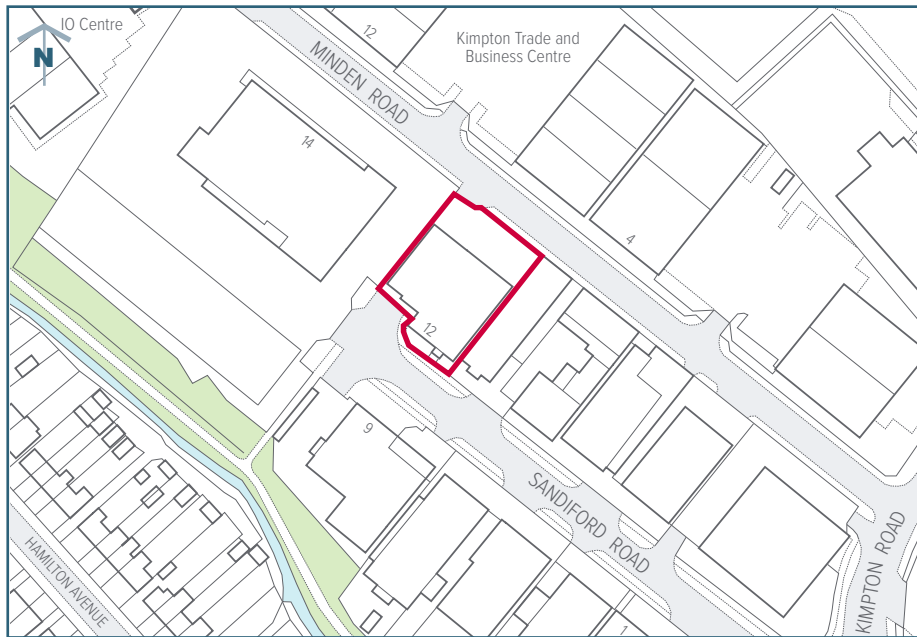 IO Centre
N
12
Kimpton Trade and
Business Centre
MINDEN ROAD
14
4
12
9
SANDIFORD ROAD
HAMILTON AVENUE
KIMPTON ROAD
1